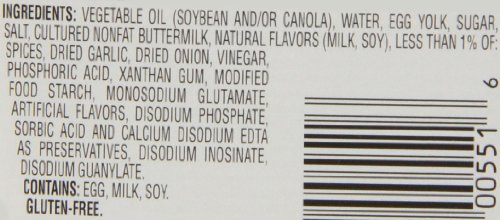 INGREDIENTS: VEGETABLE OIL (SOYBEAN AND/OR CANOLA), WATER, EGG YOLK, SUGAR,
SALT, CULTURED NONFAT BUTTERMILK, NATURAL FLAVORS (MILK, SOY), LESS THAN 1% OF:
SPICES, DRIED GARLIC, DRIED ONION, VINEGAR,
PHOSPHORIC ACID, XANTHAN GUM, MODIFIED
FOOD STARCH, MONOSODIUM GLUTAMATE,
ARTIFICIAL FLAVORS, DISODIUM PHOSPHATE,
SORBIC ACID AND CALCIUM DISODIUM EDTA
AS PRESERVATIVES, DISODIUM INOSINATE,
DISODIUM GUANYLATE.
CONTAINS: EGG, MILK, SOY.
GLUTEN-FREE.
6
00551